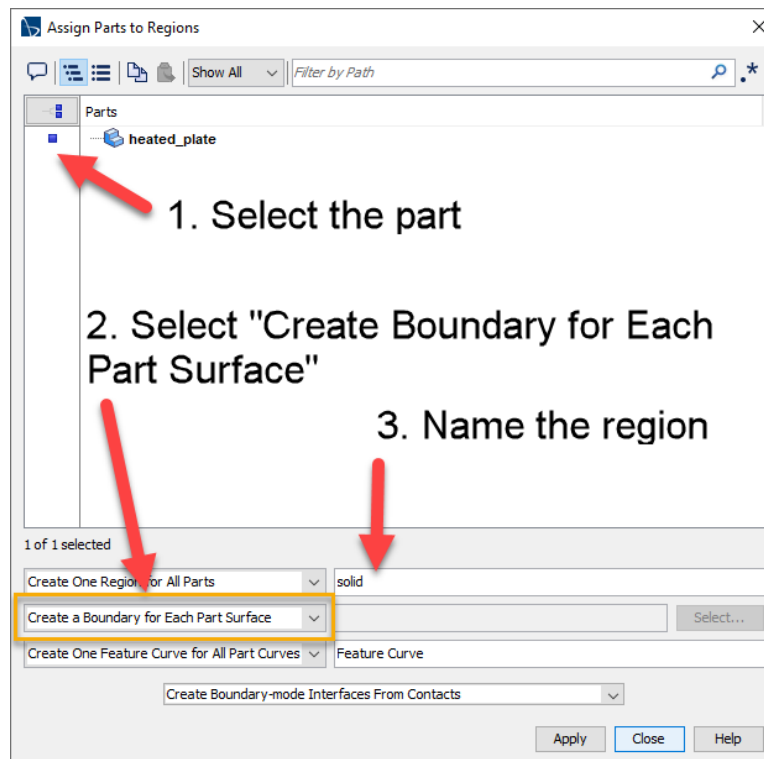 Assign Parts to Regions
Show All Filter by Path .*
Parts
heated_plate
1. Select the part
2. Select "Create Boundary for Each
Part Surface"
3. Name the region
1 of 1 selected
Create One Region for All Parts solid
Create a Boundary for Each Part Surface Select...
Create One Feature Curve for All Part Curves Feature Curve
Create Boundary-mode Interfaces From Contacts
Apply Close Help